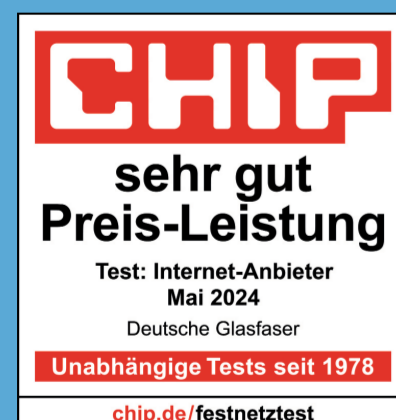 CHIP
sehr gut
Preis-Leistung
Test: Internet-Anbieter
Mai 2024
Deutsche Glasfaser
Unabhängige Tests seit 1978
chip.de/festnetztest